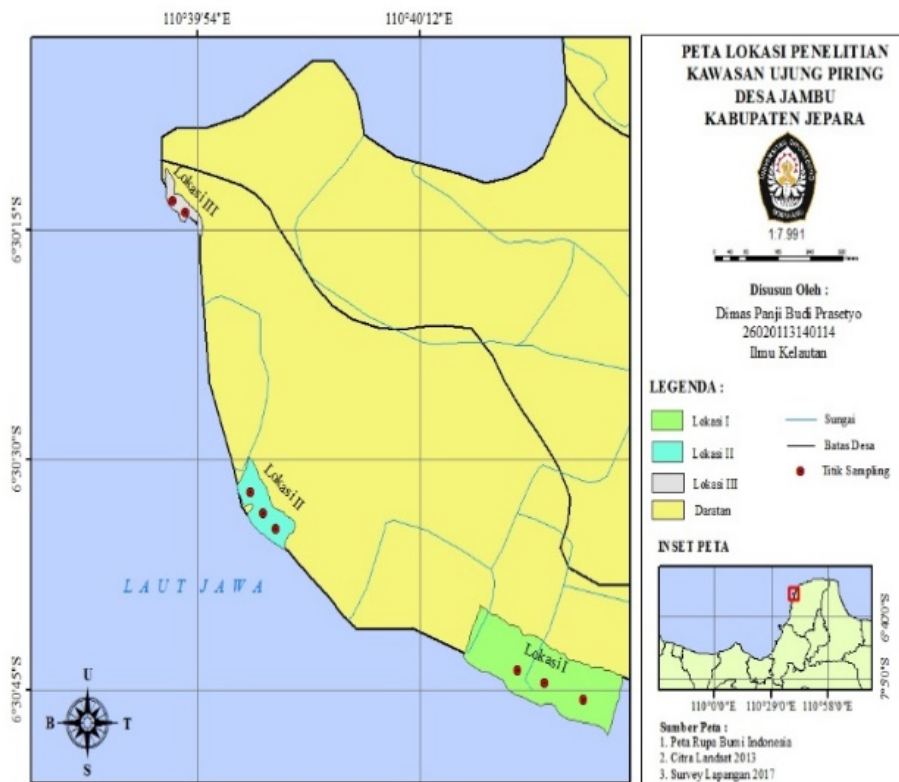 110°39'54"E
110°40'12"E
6°30'15"S
6°30'30"S
6°30'45"S
Lokasi III
Lokasi II
Lokasi I
LAUT JAWA
U
B
T
S
PETA LOKASI PENELITIAN
KAWASAN UJUNG PIRING
DESA JAMBU
KABUPATEN JEPARA
1:7.991
Disusun Oleh :
Dimas Panji Budi Prasetyo
26020113140114
Ilmu Kelautan
LEGENDA :
Lokasi I
Lokasi II
Lokasi III
Daratan
Sungai
Batas Desa
Titik Sampling
INSET PETA
6°40'0"S
110°0'0"E
110°29'0"E
110°58'0"E
Sumber Peta :
1. Peta Rupa Bumi Indonesia
2. Citra Landsat 2013
3. Survey Lapangan 2017